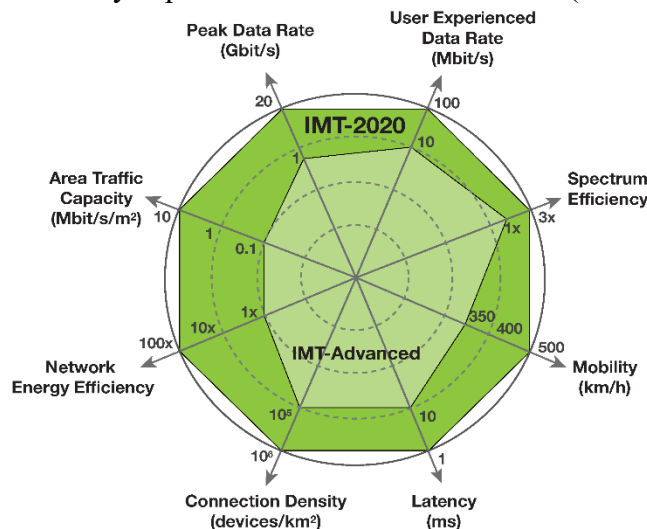 Peak Data Rate
(Gbit/s)
User Experienced
Data Rate
(Mbit/s)
20
100
IMT-2020
1
10
Area Traffic
Capacity
(Mbit/s/m²)
Spectrum
Efficiency
10
1
0.1
1x
3x
1x
350
400
500
10x
100x
IMT-Advanced
Network
Energy Efficiency
Mobility
(km/h)
10⁵
10
10⁶
1
Connection Density
(devices/km²)
Latency
(ms)